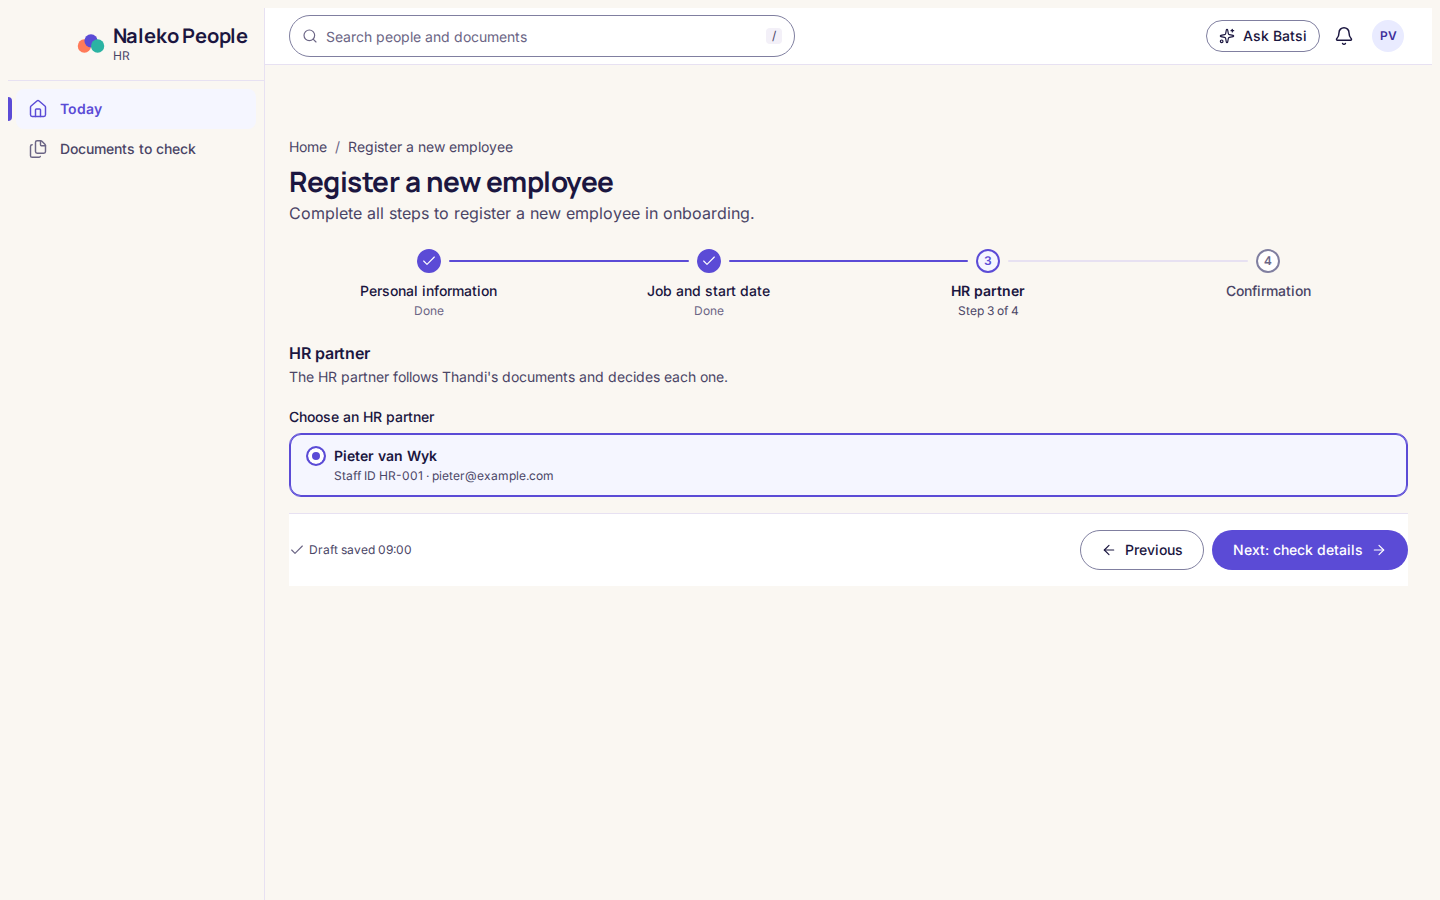 Naleko People
HR
Search people and documents
/
Ask Batsi
PV
Today
Documents to check
Home / Register a new employee
Register a new employee
Complete all steps to register a new employee in onboarding.
3
4
Personal information
Job and start date
HR partner
Confirmation
Done
Done
Step 3 of 4
HR partner
The HR partner follows Thandi's documents and decides each one.
Choose an HR partner
Pieter van Wyk
Staff ID HR-001 · pieter@example.com
Draft saved 09:00
Previous
Next: check details